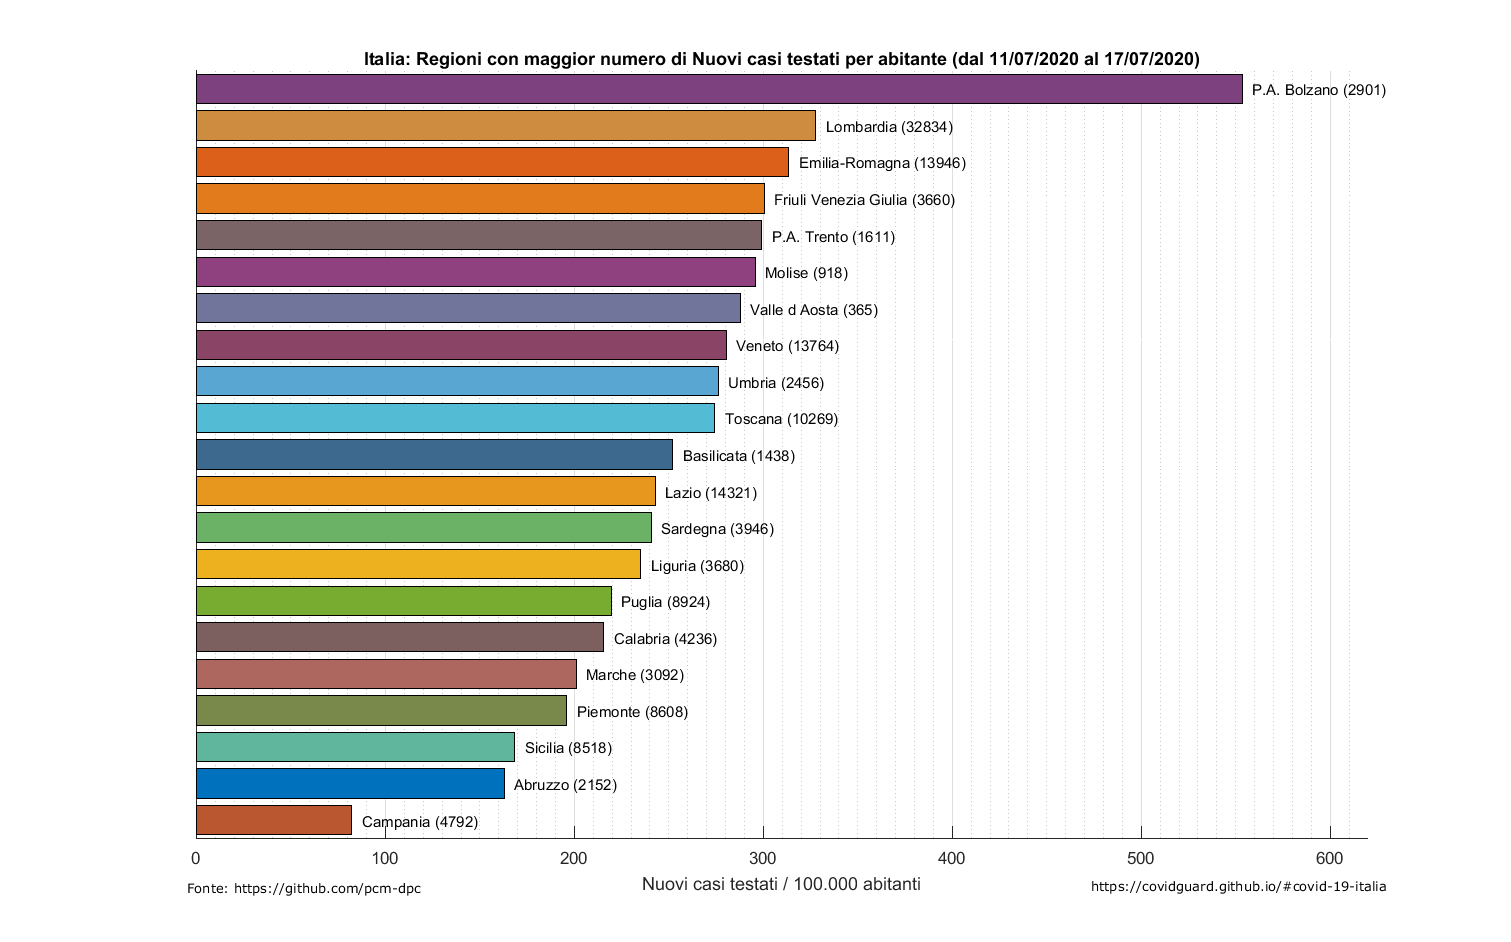 Italia: Regioni con maggior numero di Nuovi casi testati per abitante (dal 11/07/2020 al 17/07/2020)
P.A. Bolzano (2901)
Lombardia (32834)
Emilia-Romagna (13946)
Friuli Venezia Giulia (3660)
P.A. Trento (1611)
Molise (918)
Valle d Aosta (365)
Veneto (13764)
Umbria (2456)
Toscana (10269)
Basilicata (1438)
Lazio (14321)
Sardegna (3946)
Liguria (3680)
Puglia (8924)
Calabria (4236)
Marche (3092)
Piemonte (8608)
Sicilia (8518)
Abruzzo (2152)
Campania (4792)
0 100 200 300 400 500 600
Nuovi casi testati / 100.000 abitanti
Fonte: https://github.com/pcm-dpc
https://covidguard.github.io/#covid-19-italia